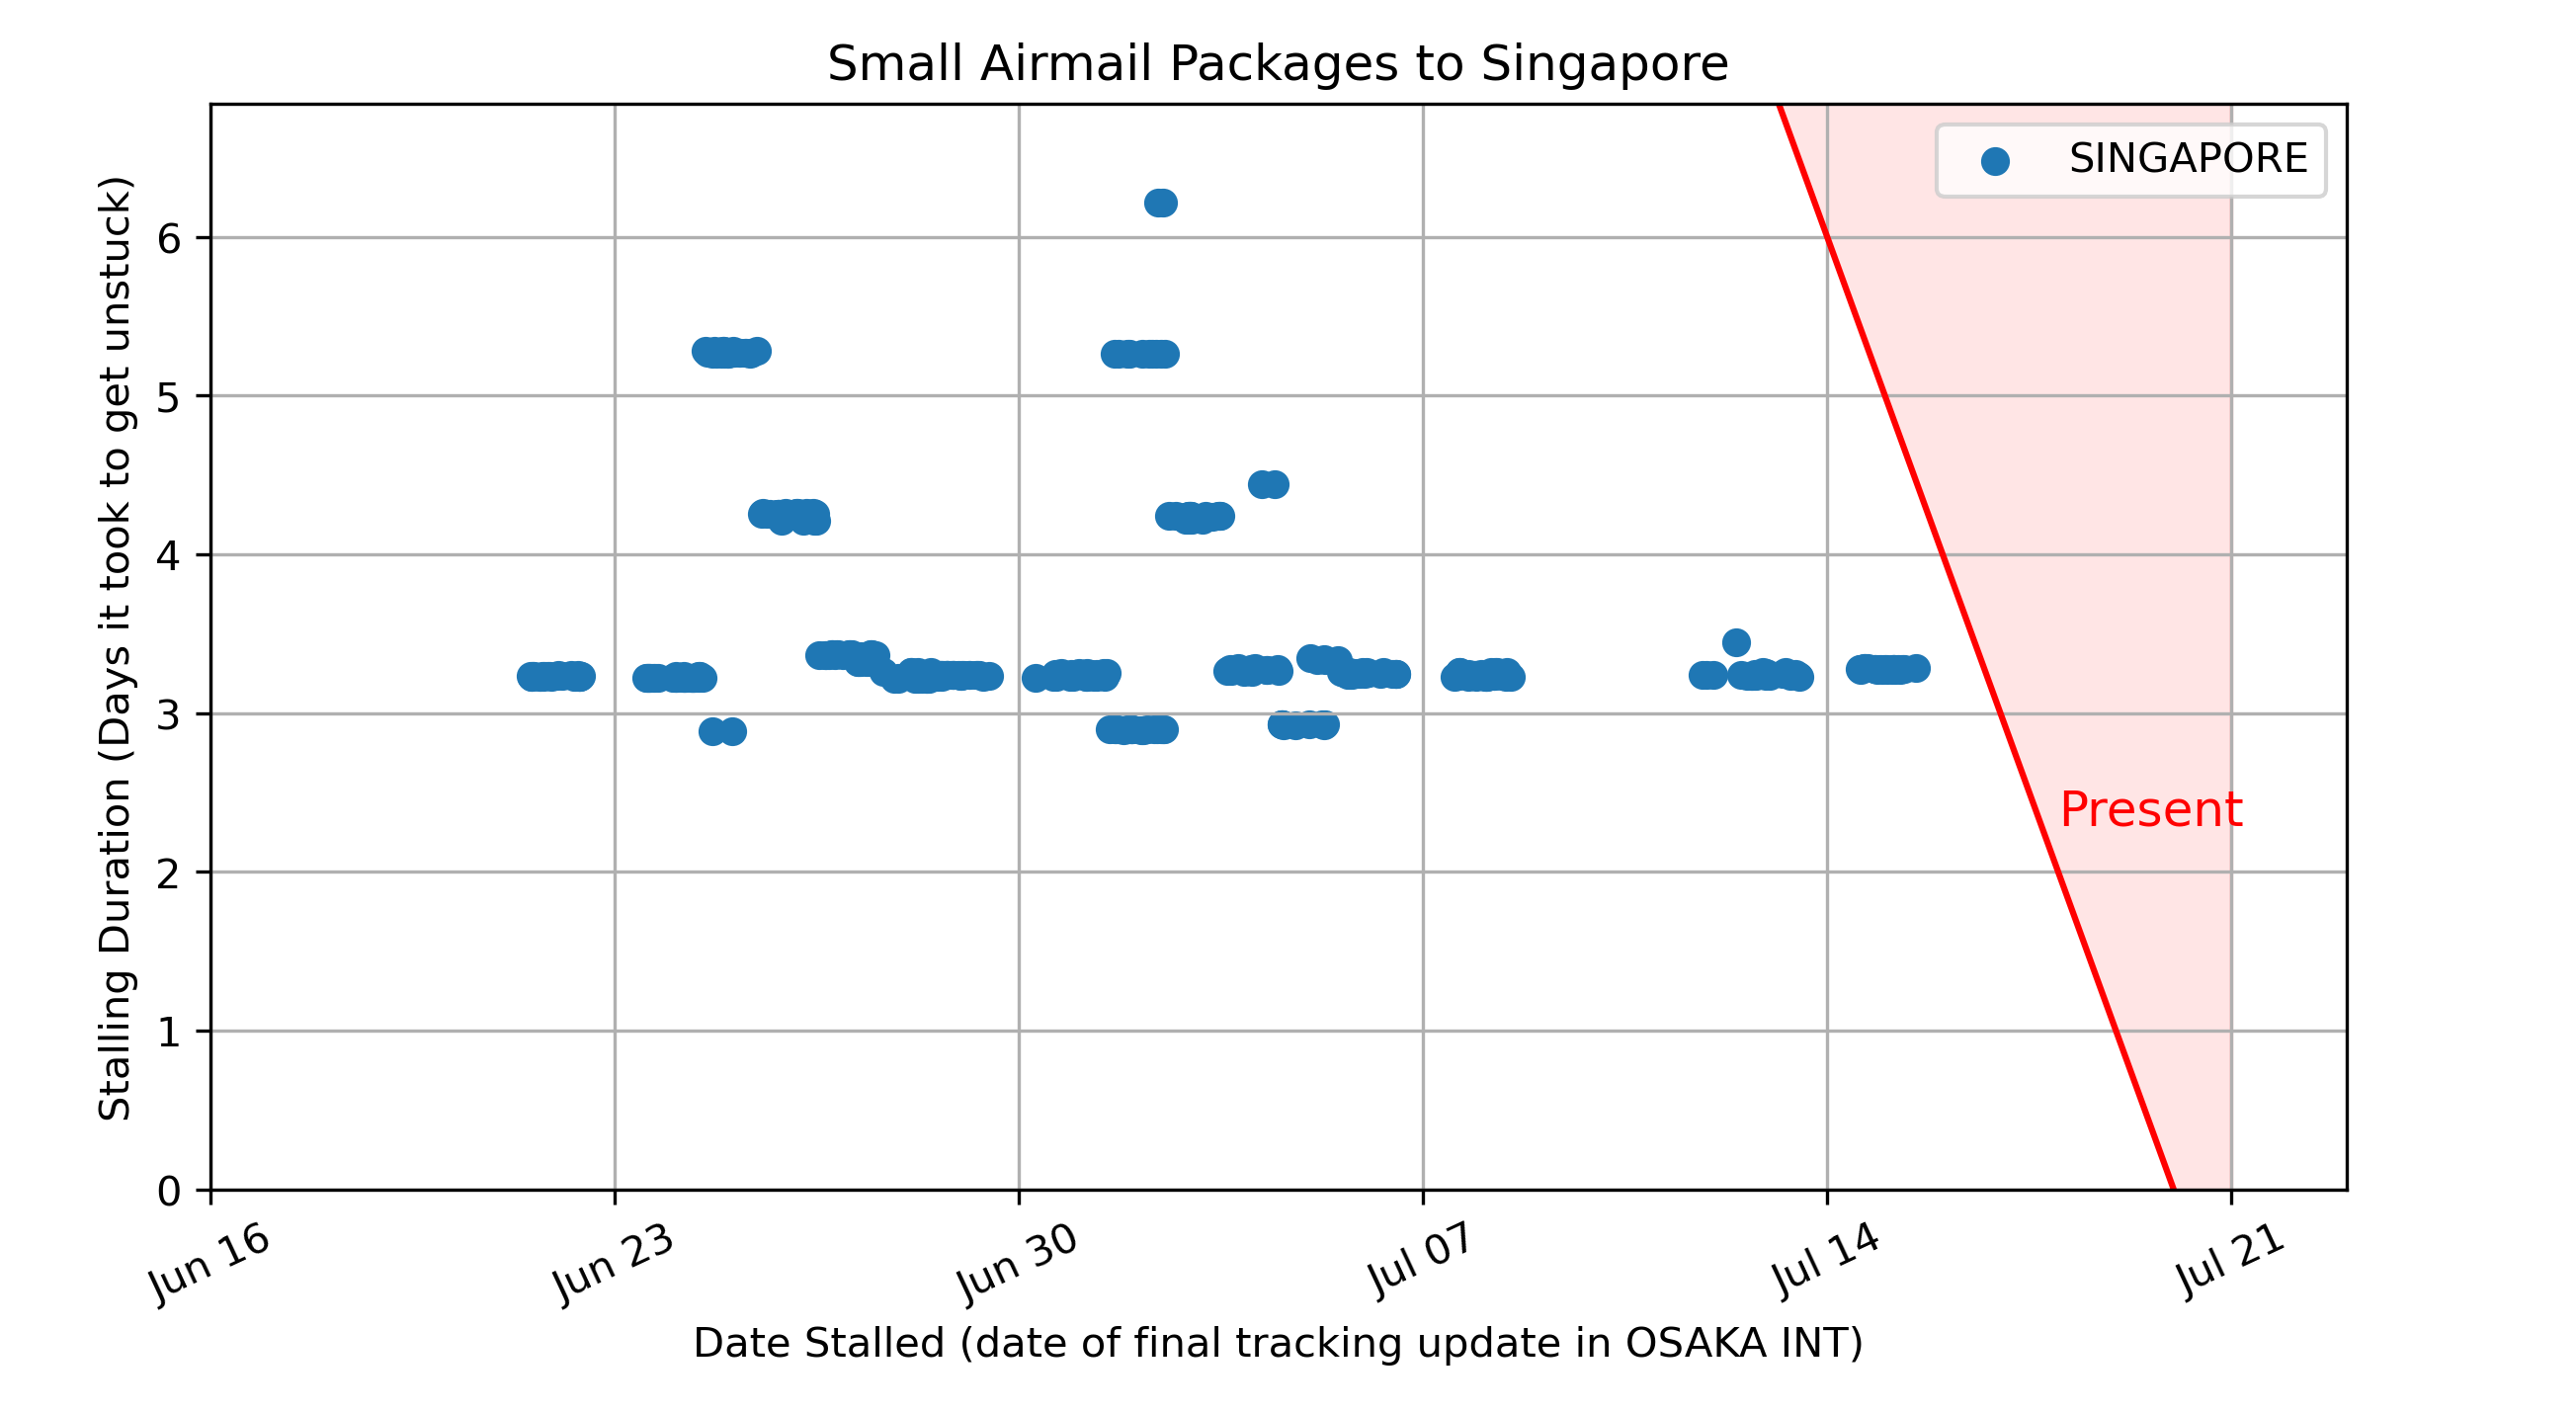 Small Airmail Packages to Singapore
SINGAPORE
Stalling Duration (Days it took to get unstuck)
6
5
4
3
2
1
0
Present
Jun 16
Jun 23
Jun 30
Jul 07
Jul 14
Jul 21
Date Stalled (date of final tracking update in OSAKA INT)